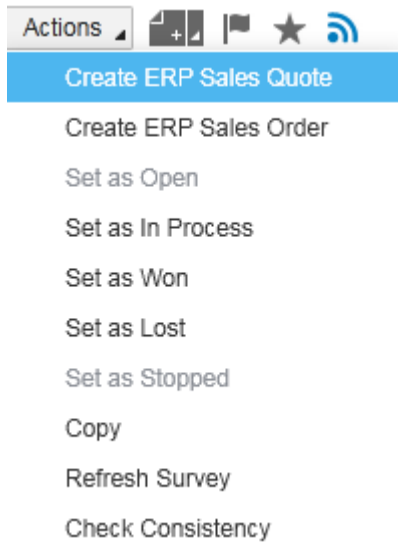 Actions
Create ERP Sales Quote
Create ERP Sales Order
Set as Open
Set as In Process
Set as Won
Set as Lost
Set as Stopped
Copy
Refresh Survey
Check Consistency